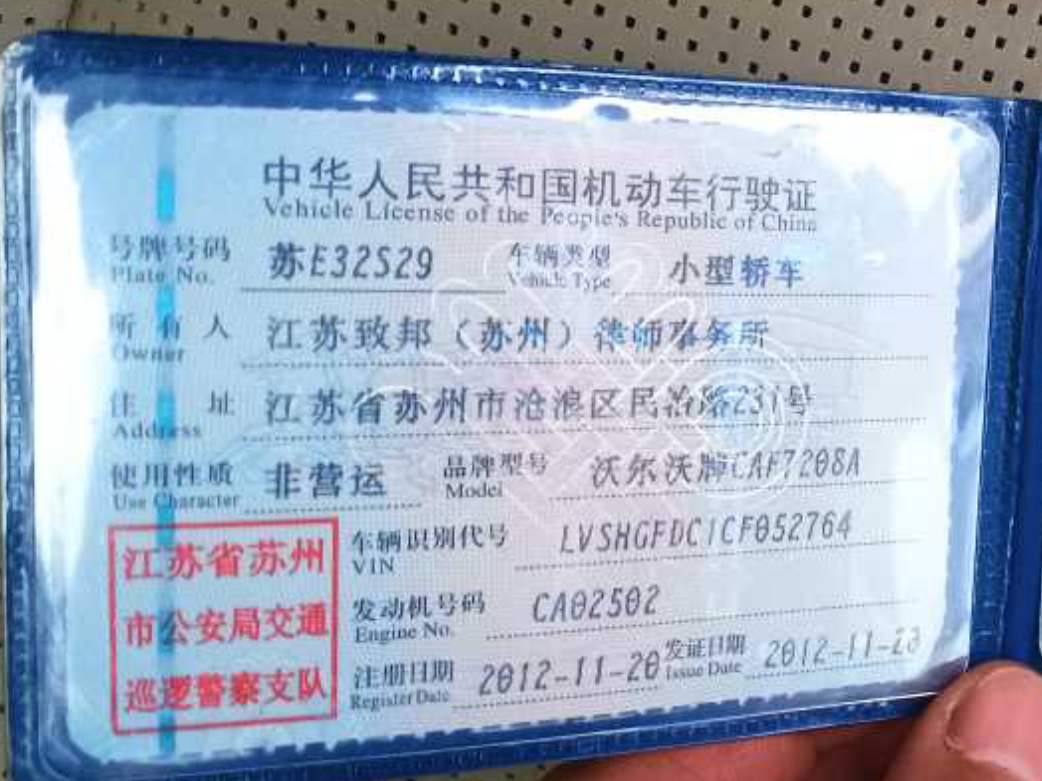 中华人民共和国机动车行驶证
Vehicle License of the People's Republic of China
号牌号码 苏E32S29 车辆类型 小型轿车
Plate No. Vehicle Type
所有人 江苏致邦（苏州）律师事务所
Owner
住址 江苏省苏州市沧浪区民治路231号
Address
使用性质 非营运 品牌型号 沃尔沃牌CAF7208A
Use Character Model
车辆识别代号 LVSHGFDC1CF052764
VIN
发动机号码 CA02502
Engine No.
注册日期 2012-11-20 发证日期 2012-11-
Register Date Issue Date
江苏省苏州
市公安局交通
巡逻警察支队